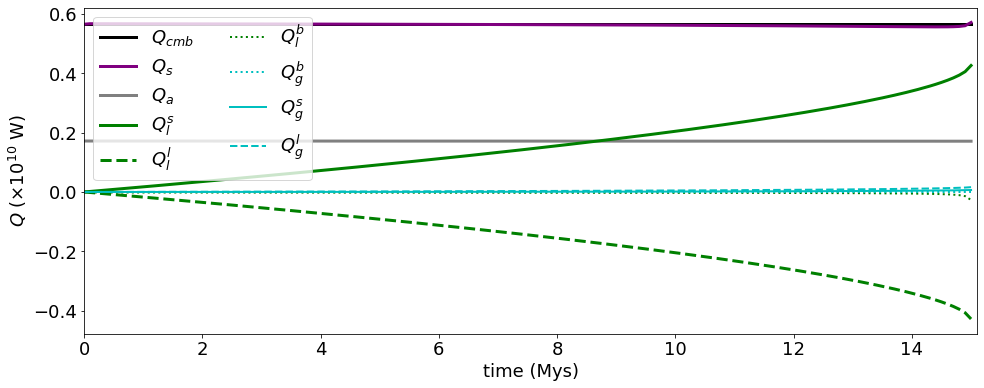 0.6
0.4
0.2
0.0
−0.2
−0.4
Q (×10¹⁰ W)
Q_cmb
Q_s
Q_a
Q_l^s
Q_l^l
Q_l^b
Q_g^b
Q_g^s
Q_g^l
0 2 4 6 8 10 12 14
time (Mys)